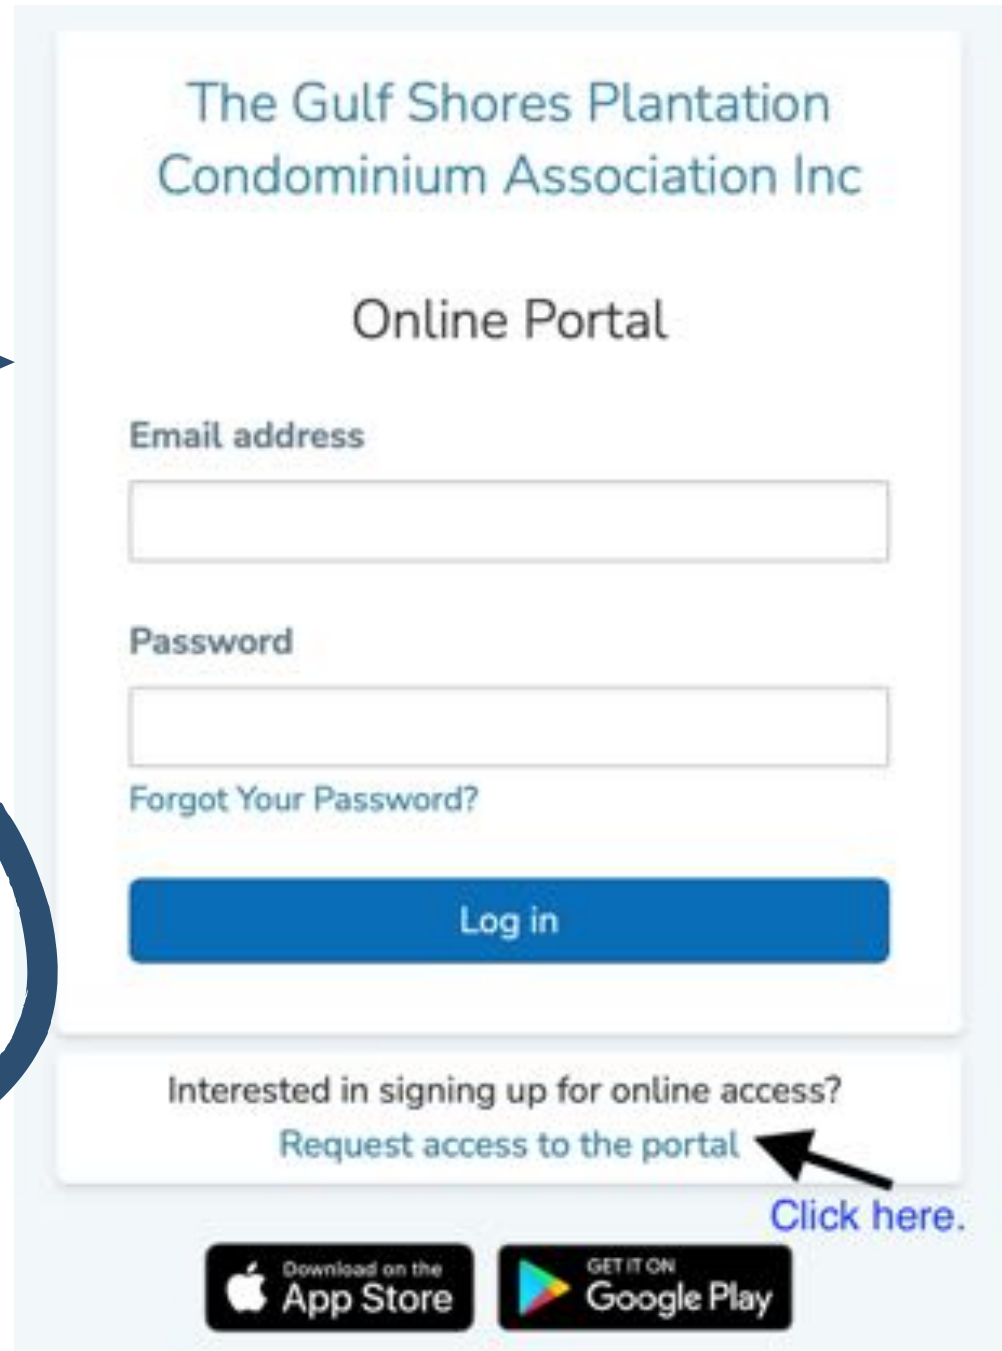 The Gulf Shores Plantation
Condominium Association Inc
Online Portal
Email address
Password
Forgot Your Password?
Log in
Interested in signing up for online access?
Request access to the portal
Click here.
Download on the
App Store
GET IT ON
Google Play